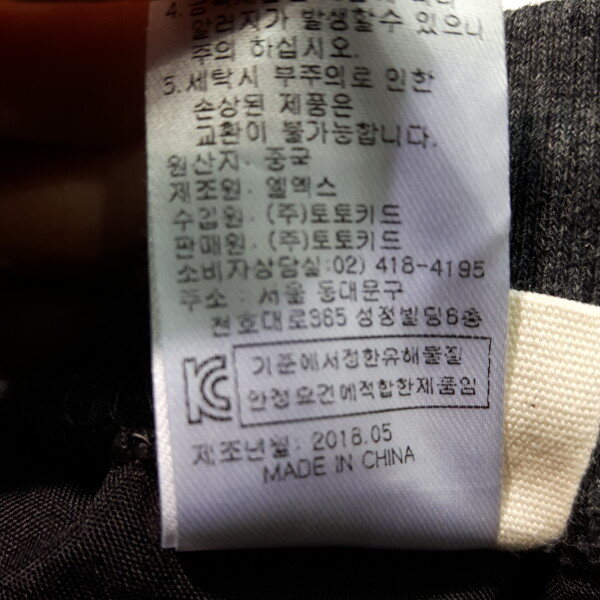 알러지가 발생할수 있으니
주의 하십시오.
5.세탁시 부주의로 인한
손상된 제품은
교환이 불가능합니다.
원산지: 중국
제조원: 엘엑스
수입원: (주)토토키드
판매원: (주)토토키드
소비자상담실:02) 418-4195
주소: 서울 동대문구
천호대로365 성정빌딩6층
KC 기준에서정한유해물질
안정요건에적합한제품임
제조년월: 2018.05
MADE IN CHINA